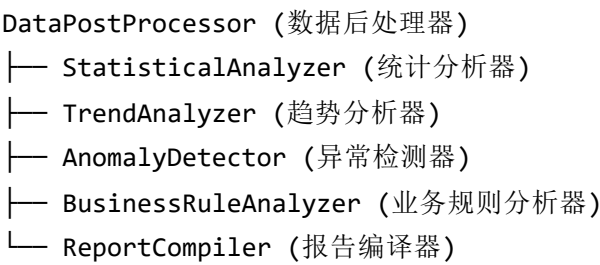 DataPostProcessor (数据后处理器)
├── StatisticalAnalyzer (统计分析器)
├── TrendAnalyzer (趋势分析器)
├── AnomalyDetector (异常检测器)
├── BusinessRuleAnalyzer (业务规则分析器)
└── ReportCompiler (报告编译器)